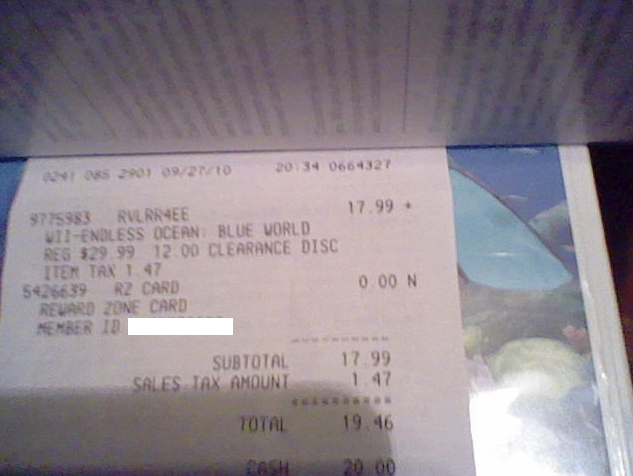 0241 085 2901 09/27/10 20:34 0664327
9775983 RVLRR4EE 17.99 +
WII-ENDLESS OCEAN: BLUE WORLD
REG $29.99 12.00 CLEARANCE DISC
ITEM TAX 1.47
5426639 RZ CARD 0.00 N
REWARD ZONE CARD
MEMBER ID
SUBTOTAL 17.99
SALES TAX AMOUNT 1.47
TOTAL 19.46
CASH 20.00